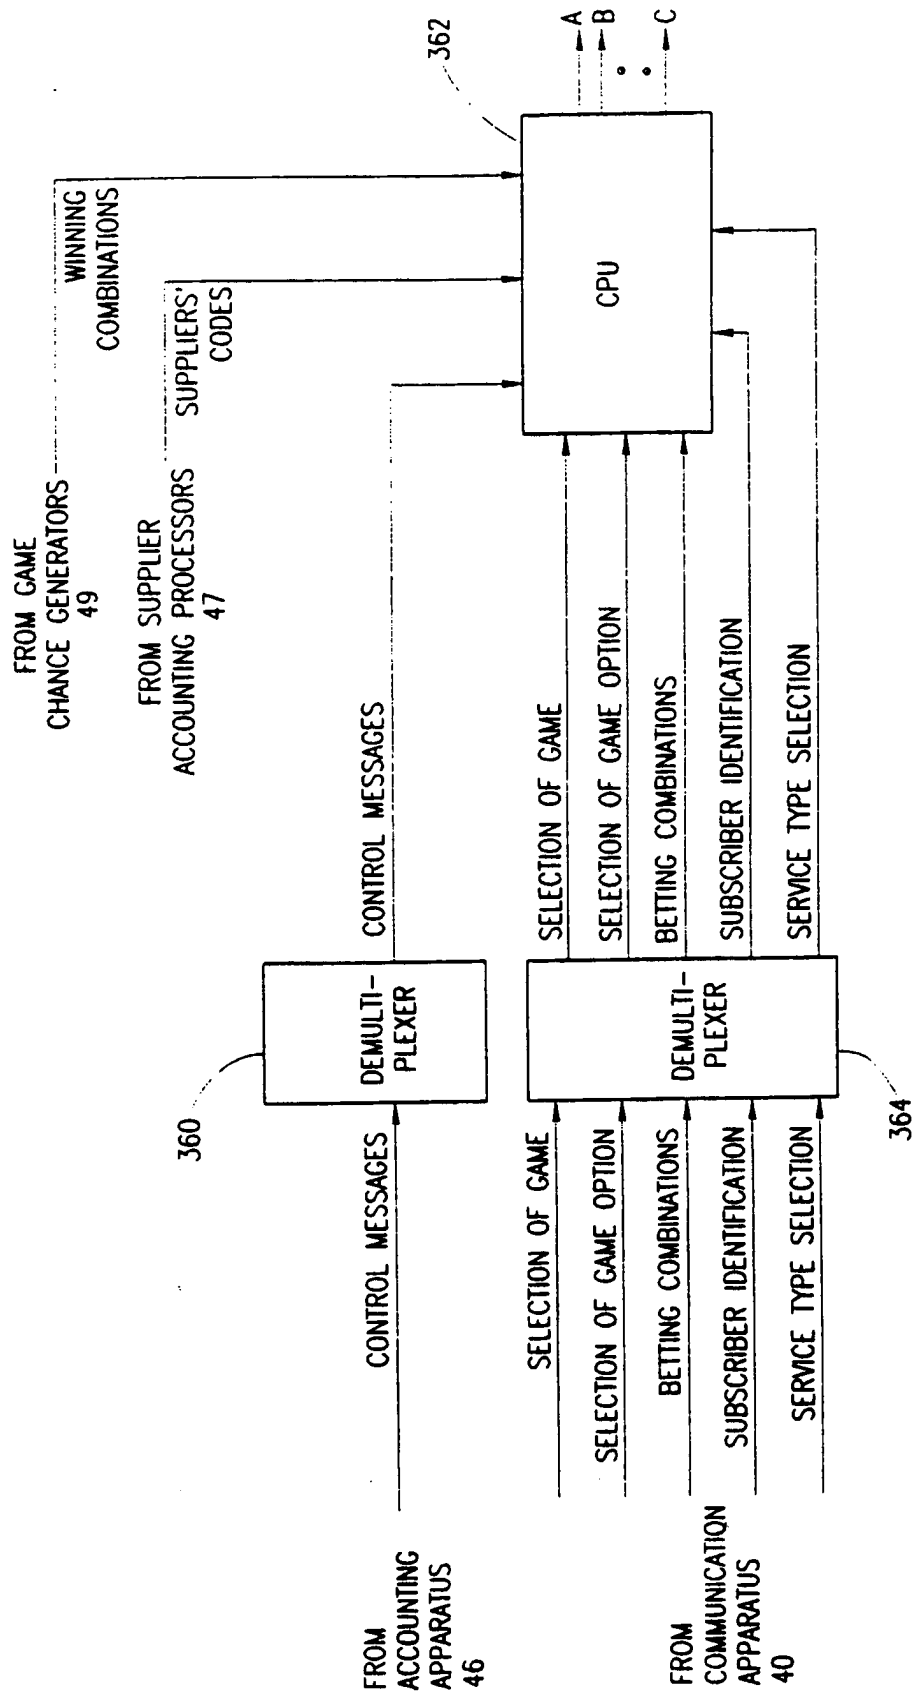 FROM GAME
CHANCE GENERATORS
49
WINNING
COMBINATIONS
FROM SUPPLIER
ACCOUNTING PROCESSORS
47
SUPPLIERS'
CODES
362
FROM
ACCOUNTING
APPARATUS
46
CONTROL MESSAGES
360
DEMULTI-
PLEXER
CONTROL MESSAGES
CPU
A
B
C
FROM
COMMUNICATION
APPARATUS
40
SELECTION OF GAME
SELECTION OF GAME OPTION
BETTING COMBINATIONS
SUBSCRIBER IDENTIFICATION
SERVICE TYPE SELECTION
DEMULTI-
PLEXER
364
SELECTION OF GAME
SELECTION OF GAME OPTION
BETTING COMBINATIONS
SUBSCRIBER IDENTIFICATION
SERVICE TYPE SELECTION